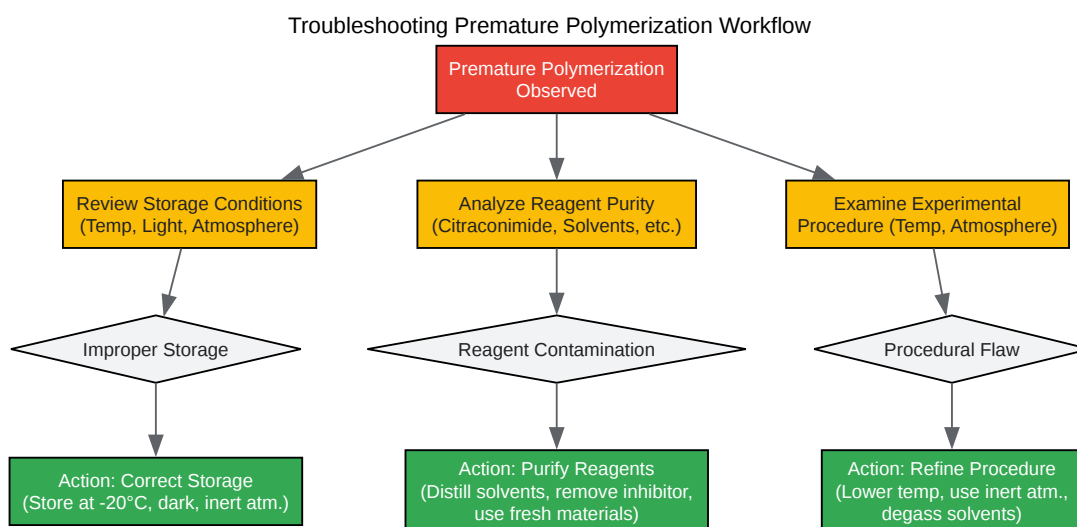 Troubleshooting Premature Polymerization Workflow
Premature Polymerization
Observed
Review Storage Conditions
(Temp, Light, Atmosphere)
Analyze Reagent Purity
(Citraconimide, Solvents, etc.)
Examine Experimental
Procedure (Temp, Atmosphere)
Improper Storage
Reagent Contamination
Procedural Flaw
Action: Correct Storage
(Store at -20°C, dark, inert atm.)
Action: Purify Reagents
(Distill solvents, remove inhibitor,
use fresh materials)
Action: Refine Procedure
(Lower temp, use inert atm.,
degass solvents)